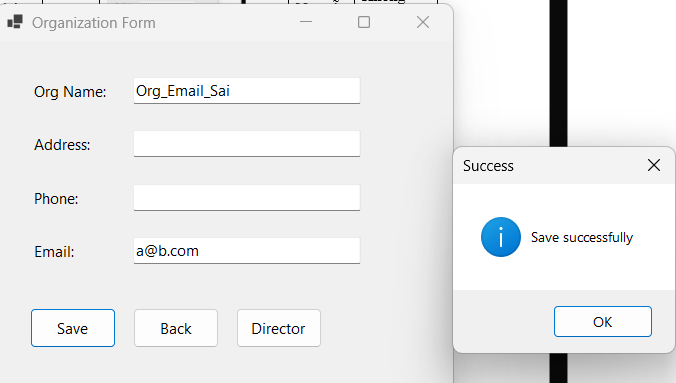 Organization Form
Org Name: Org_Email_Sai
Address:
Phone:
Email: a@b.com
Save Back Director
Success
Save successfully
OK